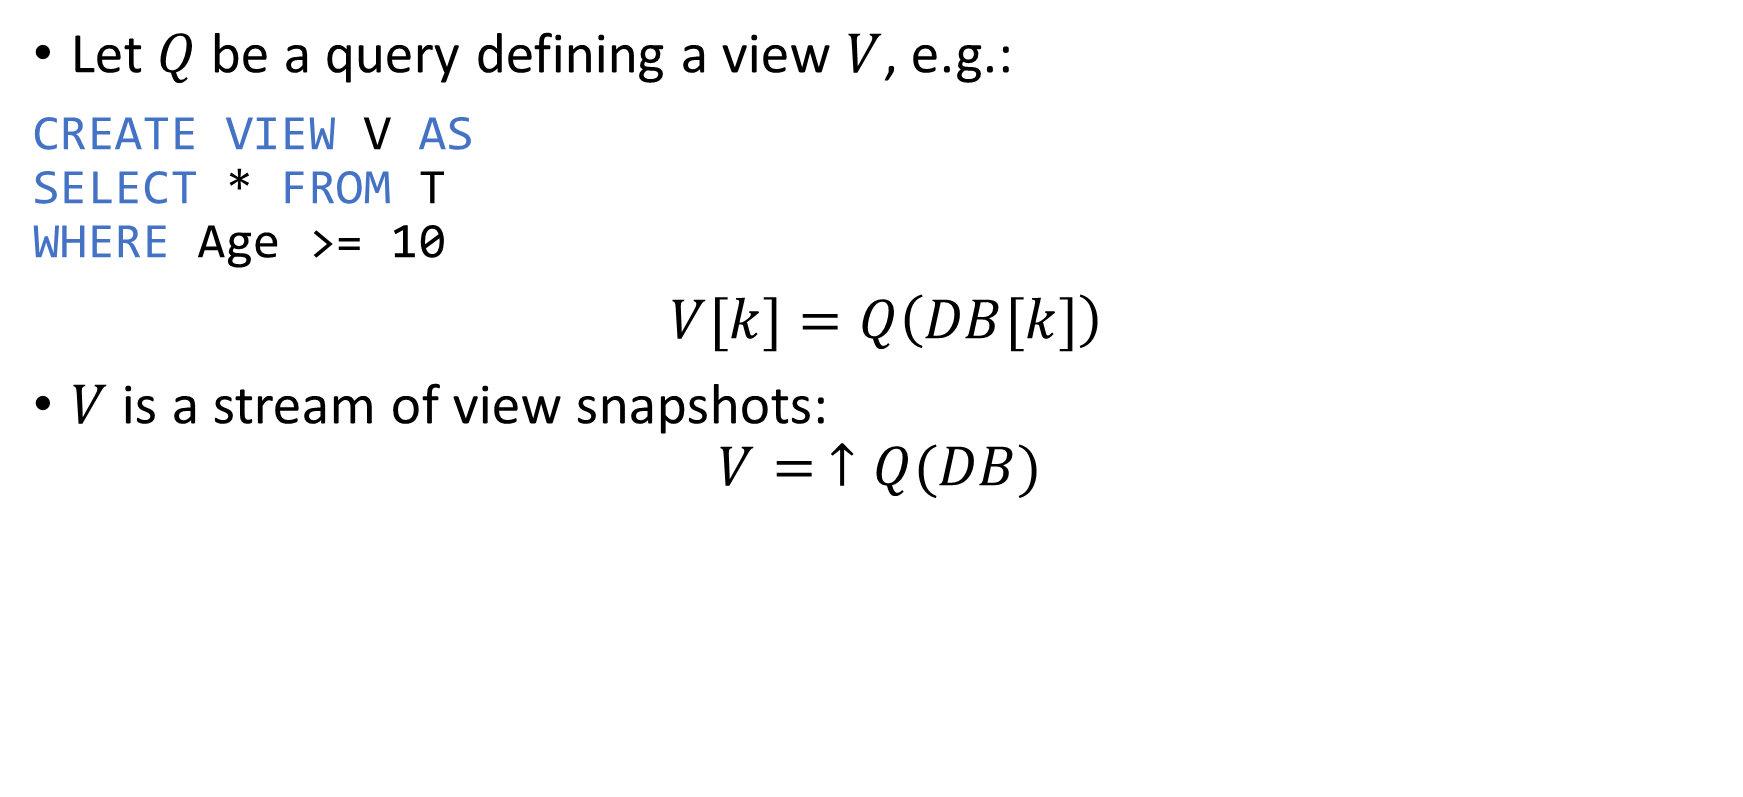 • Let Q be a query defining a view V, e.g.:
CREATE VIEW V AS
SELECT * FROM T
WHERE Age >= 10
V[k] = Q(DB[k])
• V is a stream of view snapshots:
V = ↑ Q(DB)